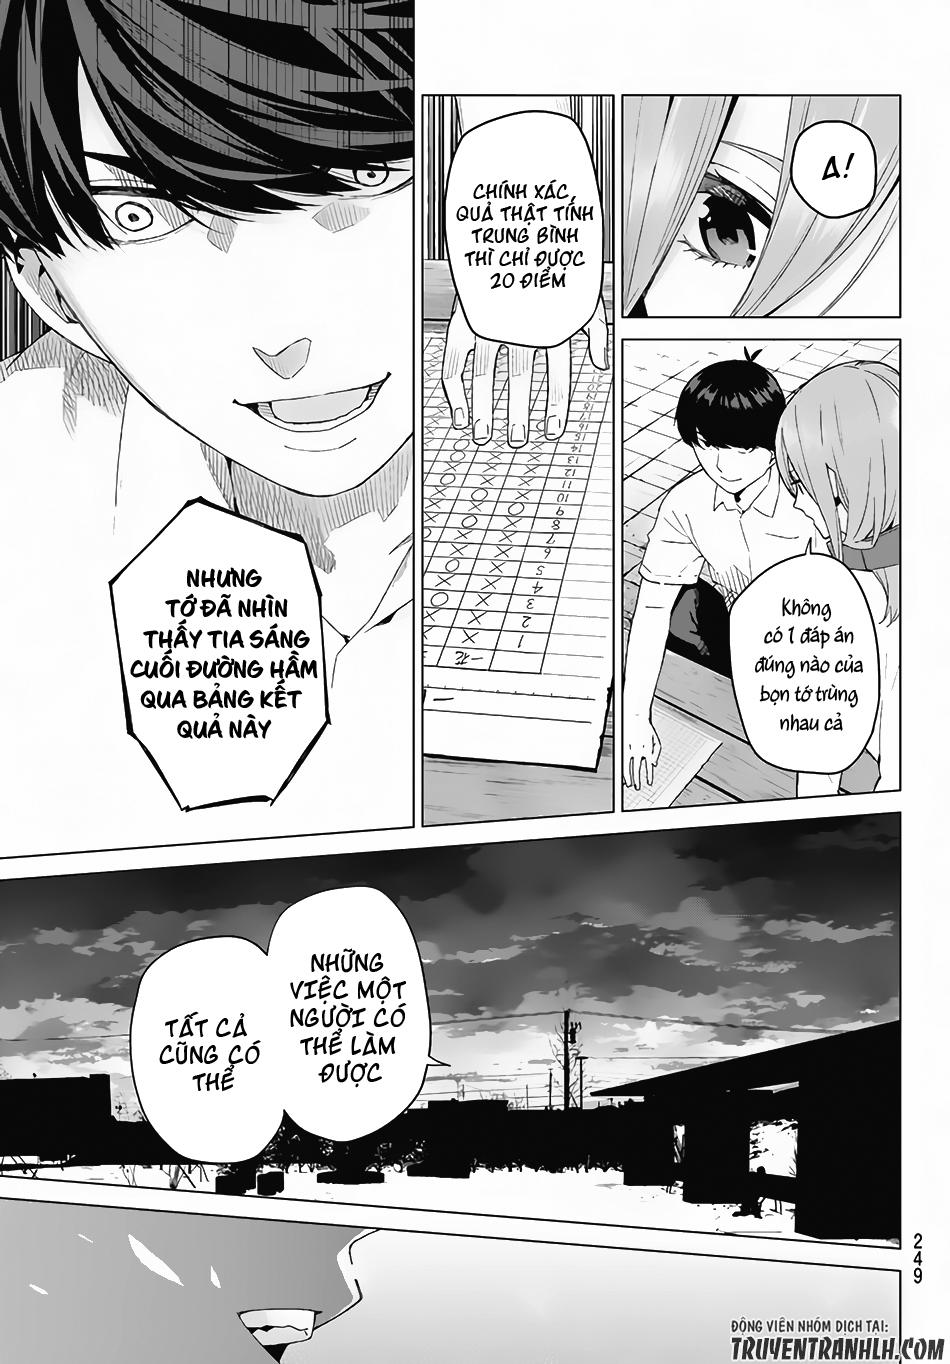 A!
Không
có 1 đáp án
đúng nào của
bọn tớ trùng
nhau cả
CHÍNH XÁC,
QUẢ THẬT TÍNH
TRUNG BÌNH
THÌ CHỈ ĐƯỢC
20 ĐIỂM
NHƯNG
TỚ ĐÃ NHÌN
THẤY TIA SÁNG
CUỐI ĐƯỜNG HẦM
QUA BẢNG KẾT
QUẢ NÀY
NHỮNG
VIỆC MỘT
NGƯỜI CÓ
THỂ LÀM
ĐƯỢC
TẤT CẢ
CŨNG CÓ
THỂ
249
ĐỘNG VIÊN NHÓM DỊCH TẠI:
TRUYENTRANHLH.COM